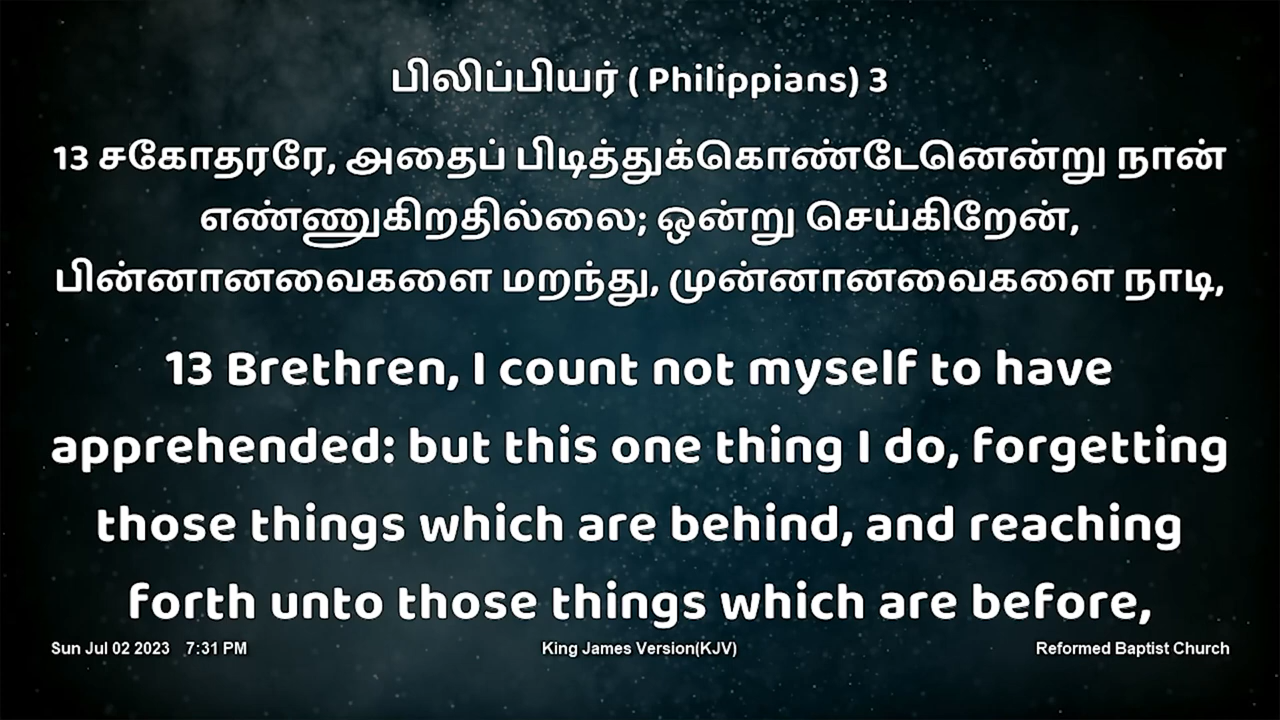 பிலிப்பியர் ( Philippians) 3
13 சகோதரரே, அதைப் பிடித்துக்கொண்டேனென்று நான்
எண்ணுகிறதில்லை; ஒன்று செய்கிறேன்,
பின்னானவைகளை மறந்து, முன்னானவைகளை நாடி,
13 Brethren, I count not myself to have
apprehended: but this one thing I do, forgetting
those things which are behind, and reaching
forth unto those things which are before,
Sun Jul 02 2023 7:31 PM King James Version(KJV) Reformed Baptist Church